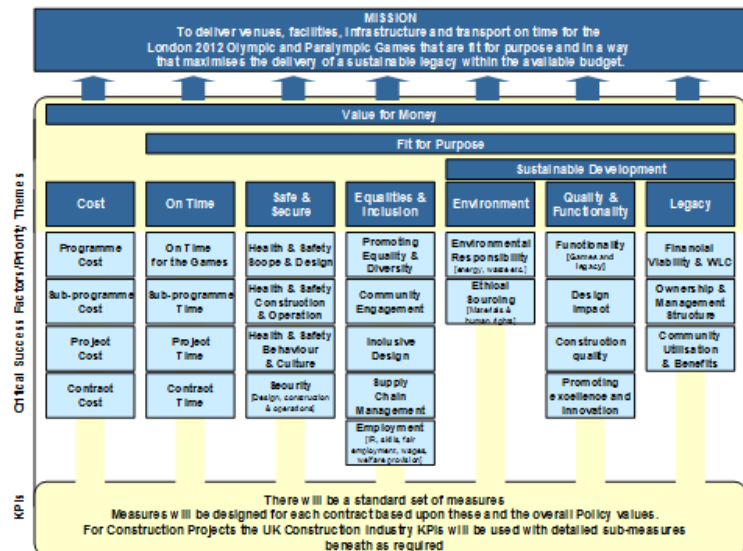 MISSION
To deliver venues, facilities, infrastructure and transport on time for the
London 2012 Olympic and Paralympic Games that are fit for purpose and in a way
that maximises the delivery of a sustainable legacy within the available budget.
Value for Money
Fit for Purpose
Sustainable Development
Critical Success Factors/Priority Themes
Cost
On Time
Safe &
Secure
Equalities &
Inclusion
Environment
Quality &
Functionality
Legacy
Programme
Cost
Sub-programme
Cost
Project
Cost
Contract
Cost
On Time
for the Games
Sub-programme
Time
Project
Time
Contract
Time
Health & Safety
Scope & Design
Health & Safety
Construction
& Operation
Health & Safety
Behaviour
& Culture
Security
[Design, construction
& operations]
Promoting
Equality &
Diversity
Community
Engagement
Inclusive
Design
Supply
Chain
Management
Employment
[IR, skills, fair
employment, wages,
welfare provision]
Environmental
Responsibility
[energy, waste etc.]
Ethical
Sourcing
[Materials &
human rights]
Functionality
[Games and
legacy]
Design
Impact
Construction
quality
Promoting
excellence and
innovation
Financial
Viability & WLC
Ownership &
Management
Structure
Community
Utilisation
& Benefits
KPIs
There will be a standard set of measures
Measures will be designed for each contract based upon these and the overall Policy values.
For Construction Projects the UK Construction Industry KPIs will be used with detailed sub-measures
beneath as required